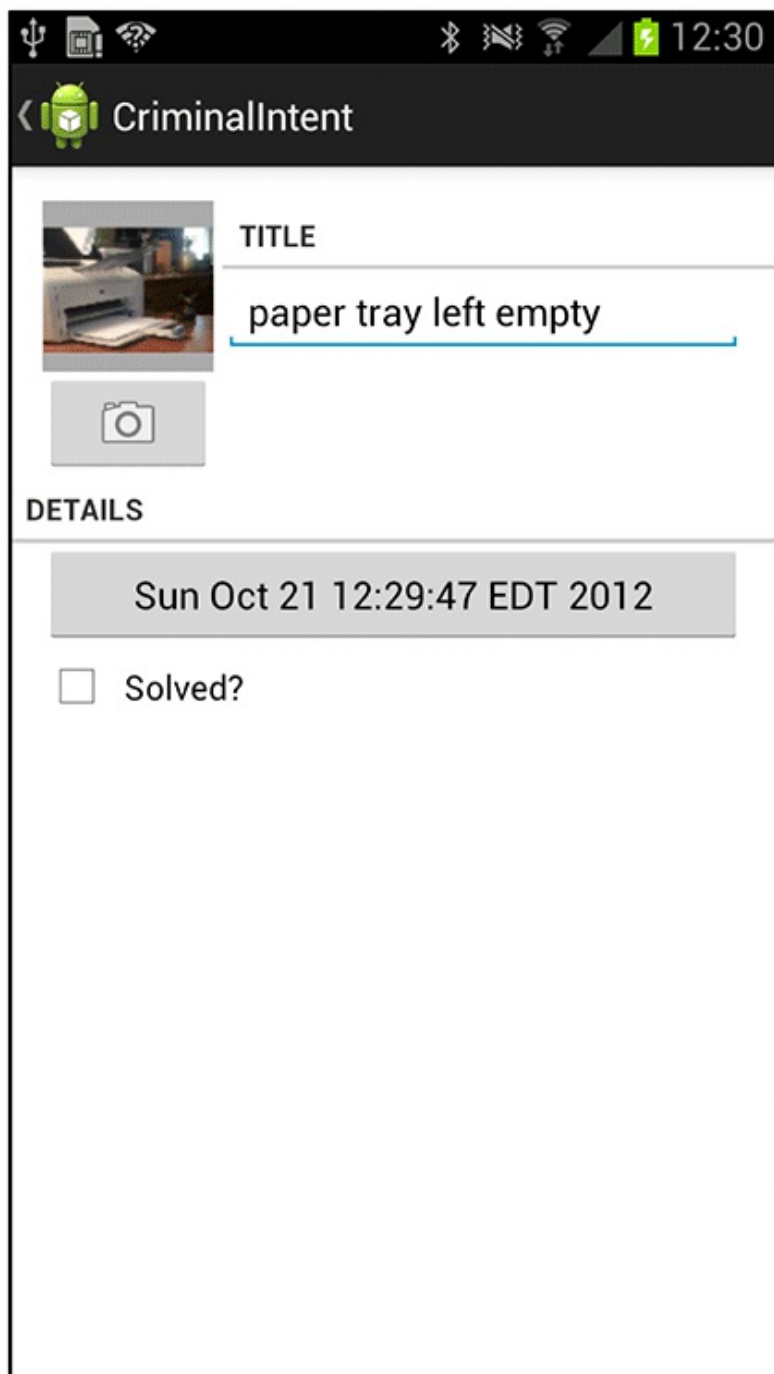 12:30
CriminalIntent
TITLE
paper tray left empty
DETAILS
Sun Oct 21 12:29:47 EDT 2012
Solved?